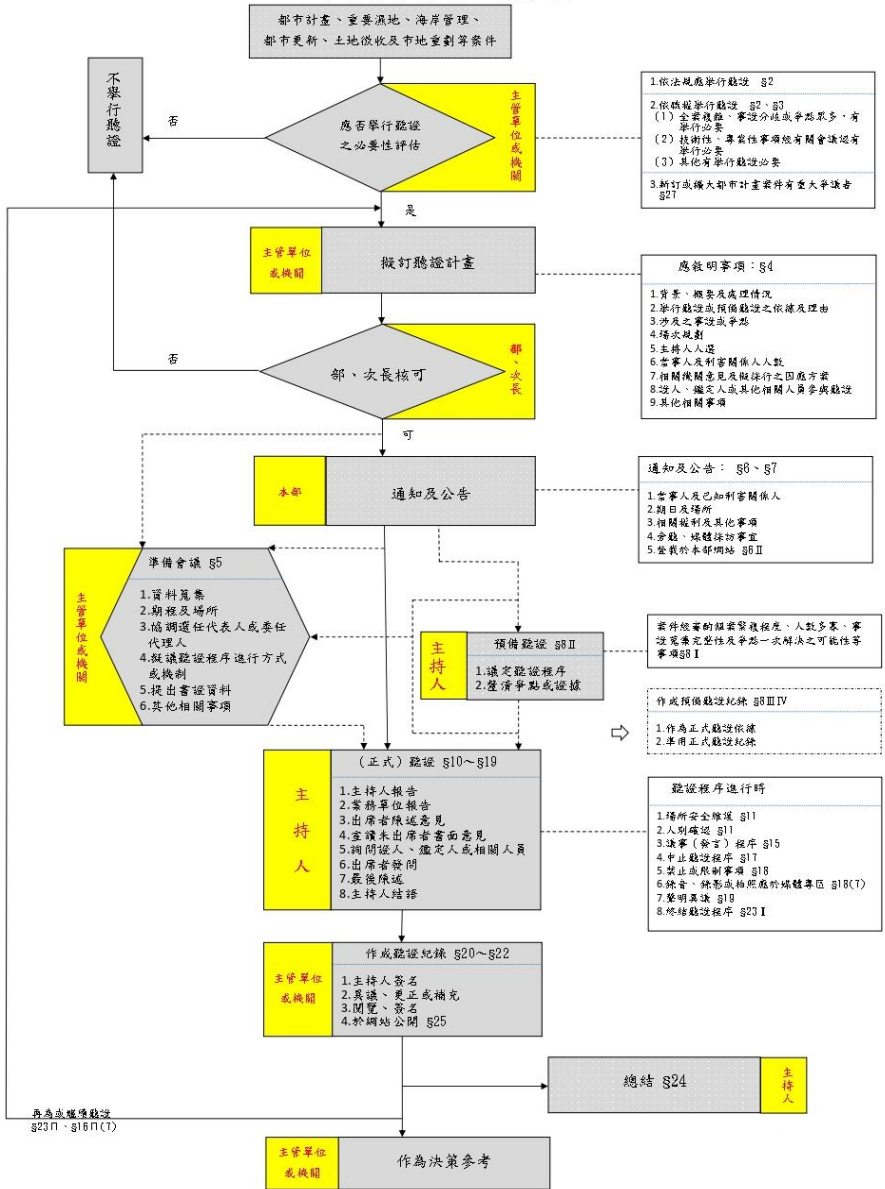 都市計畫、重要濕地、海岸管理、
都市更新、土地徵收及市地重劃等案件
不舉行聽證
否
應否舉行聽證
之必要性評估
主管單位或機關
1.依法規應舉行聽證 §2
2.依職權舉行聽證 §2、§3
(1) 全案複雜、事證分歧或爭點眾多,有
舉行必要
(2) 技術性、專業性事項經有關會議認有
舉行必要
(3) 其他有舉行聽證必要
3.新訂或擴大都市計畫案件有重大爭議者
§27
是
主管單位
或機關
擬訂聽證計畫
應敘明事項:§4
1.背景、概要及處理情況
2.舉行聽證或預備聽證之依據及理由
3.涉及之事證或爭點
4.場次規劃
5.主持人人選
6.當事人及利害關係人人數
7.相關機關意見及擬採行之因應方案
8.證人、鑑定人或其他相關人員參與聽證
9.其他相關事項
否
部、次長核可
部、次長
可
本部
通知及公告
通知及公告: §6、§7
1.當事人及已知利害關係人
2.期日及場所
3.相關權利及其他事項
4.旁聽、媒體採訪事宜
5.登載於本部網站 §6Ⅱ
主管單位或機關
準備會議 §5
1.資料蒐集
2.期程及場所
3.協調選任代表人或委任
代理人
4.擬議聽證程序進行方式
或機制
5.提出書證資料
6.其他相關事項
主持人
預備聽證 §8Ⅱ
1.議定聽證程序
2.釐清爭點或證據
案件經審酌個案繁複程度、人數多寡、事
證蒐集完整性及爭點一次解決之可能性等
事項§8Ⅰ
作成預備聽證紀錄 §8ⅢⅣ
1.作為正式聽證依據
2.準用正式聽證紀錄
主持人
(正式)聽證 §10～§19
1.主持人報告
2.業務單位報告
3.出席者陳述意見
4.宣讀未出席者書面意見
5.詢問證人、鑑定人或相關人員
6.出席者發問
7.最後陳述
8.主持人結語
聽證程序進行時
1.場所安全維護 §11
2.人別確認 §11
3.議事(發言)程序 §15
4.中止聽證程序 §17
5.禁止或限制事項 §18
6.錄音、錄影或拍照應於媒體專區 §18(7)
7.聲明異議 §19
8.終結聽證程序 §23Ⅰ
主管單位
或機關
作成聽證紀錄 §20～§22
1.主持人簽名
2.異議、更正或補充
3.閱覽、簽名
4.於網站公開 §25
總結 §24
主持人
再為或繼續聽證
§23Ⅱ、§16Ⅱ(7)
主管單位
或機關
作為決策參考